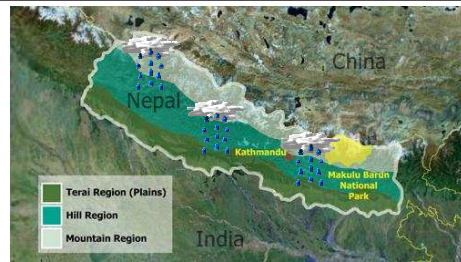 China
Nepal
Kathmandu
Makulu Barun
National
Park
Terai Region (Plains)
Hill Region
Mountain Region
India